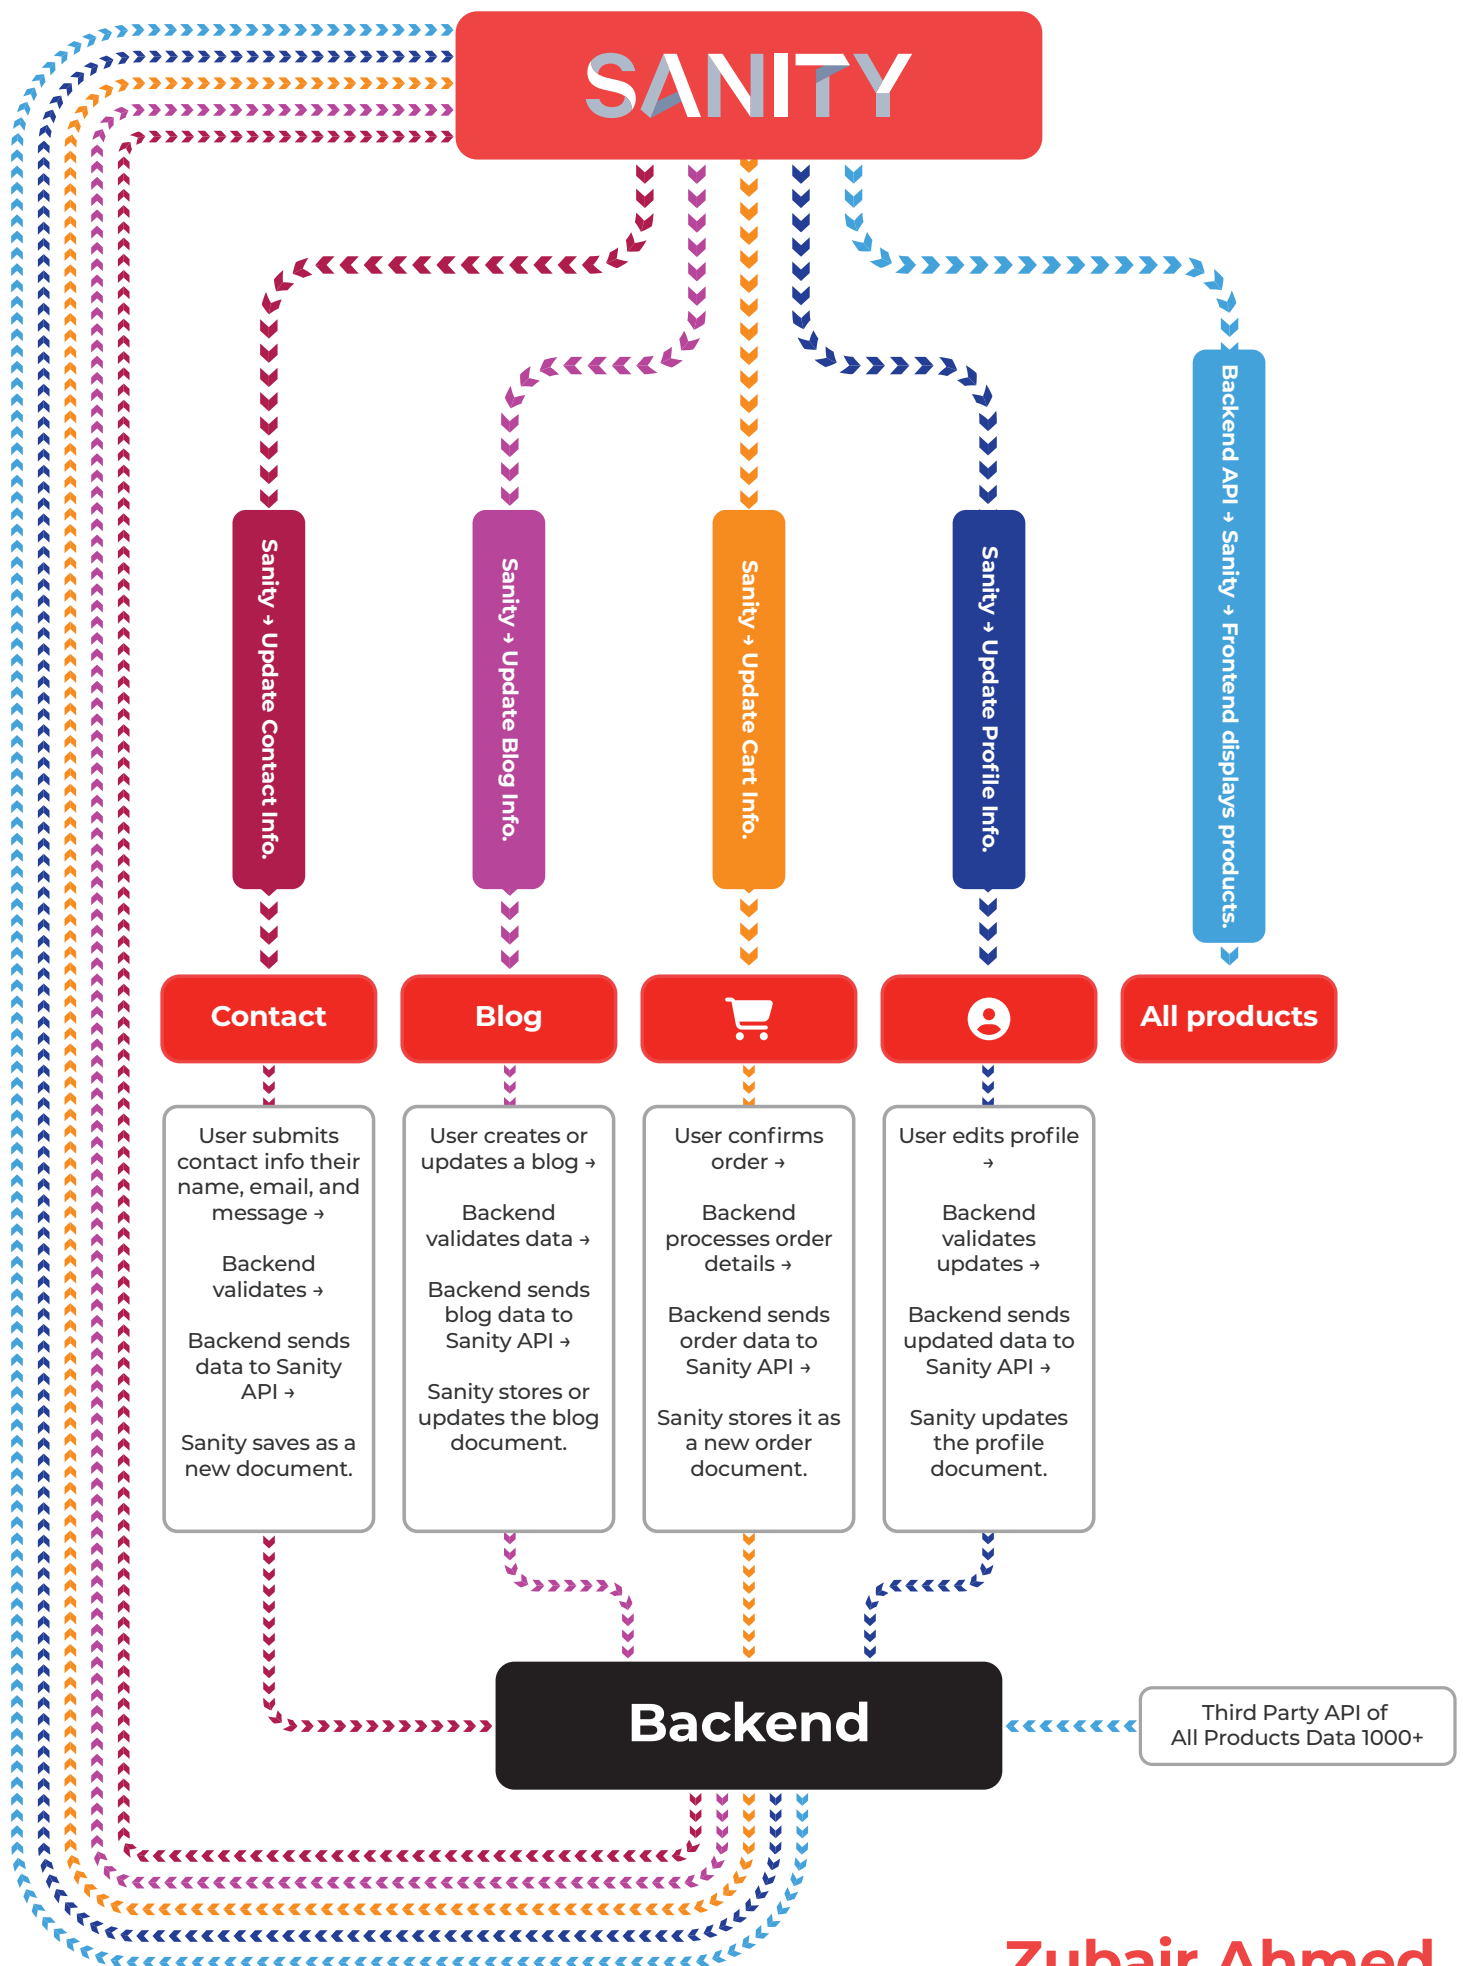 SANITY
Sanity → Update Contact Info.
Sanity → Update Blog Info.
Sanity → Update Cart Info.
Sanity → Update Profile Info.
Backend API → Sanity → Frontend displays products.
Contact
Blog
All products
User submits
contact info their
name, email, and
message →
Backend
validates →
Backend sends
data to Sanity
API →
Sanity saves as a
new document.
User creates or
updates a blog →
Backend
validates data →
Backend sends
blog data to
Sanity API →
Sanity stores or
updates the blog
document.
User confirms
order →
Backend
processes order
details →
Backend sends
order data to
Sanity API →
Sanity stores it as
a new order
document.
User edits profile
→
Backend
validates
updates →
Backend sends
updated data to
Sanity API →
Sanity updates
the profile
document.
Backend
Third Party API of
All Products Data 1000+
Zubair Ahmed